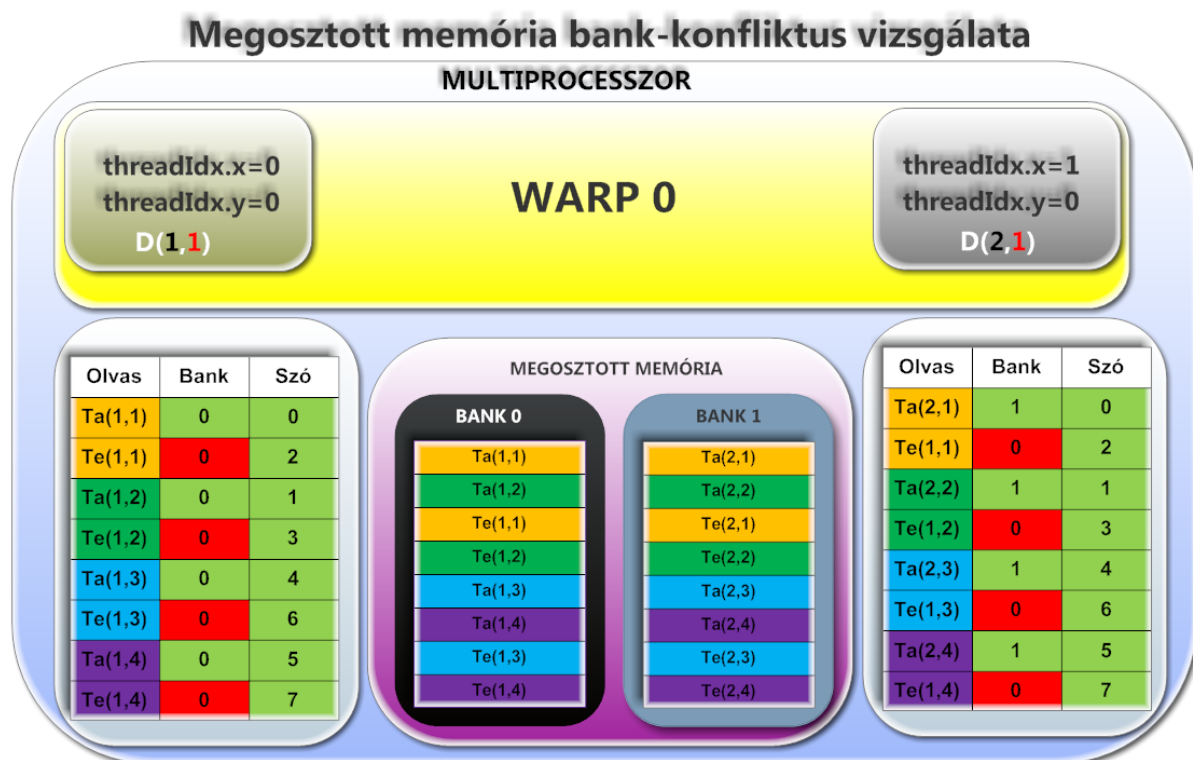 Megosztott memória bank-konfliktus vizsgálata
MULTIPROCESSZOR
threadIdx.x=0
threadIdx.y=0
D(1,1)
WARP 0
threadIdx.x=1
threadIdx.y=0
D(2,1)
Olvas Bank Szó
Ta(1,1) 0 0
Te(1,1) 0 2
Ta(1,2) 0 1
Te(1,2) 0 3
Ta(1,3) 0 4
Te(1,3) 0 6
Ta(1,4) 0 5
Te(1,4) 0 7
MEGOSZTOTT MEMÓRIA
BANK 0
Ta(1,1)
Ta(1,2)
Te(1,1)
Te(1,2)
Ta(1,3)
Ta(1,4)
Te(1,3)
Te(1,4)
BANK 1
Ta(2,1)
Ta(2,2)
Te(2,1)
Te(2,2)
Ta(2,3)
Ta(2,4)
Te(2,3)
Te(2,4)
Olvas Bank Szó
Ta(2,1) 1 0
Te(1,1) 0 2
Ta(2,2) 1 1
Te(1,2) 0 3
Ta(2,3) 1 4
Te(1,3) 0 6
Ta(2,4) 1 5
Te(1,4) 0 7